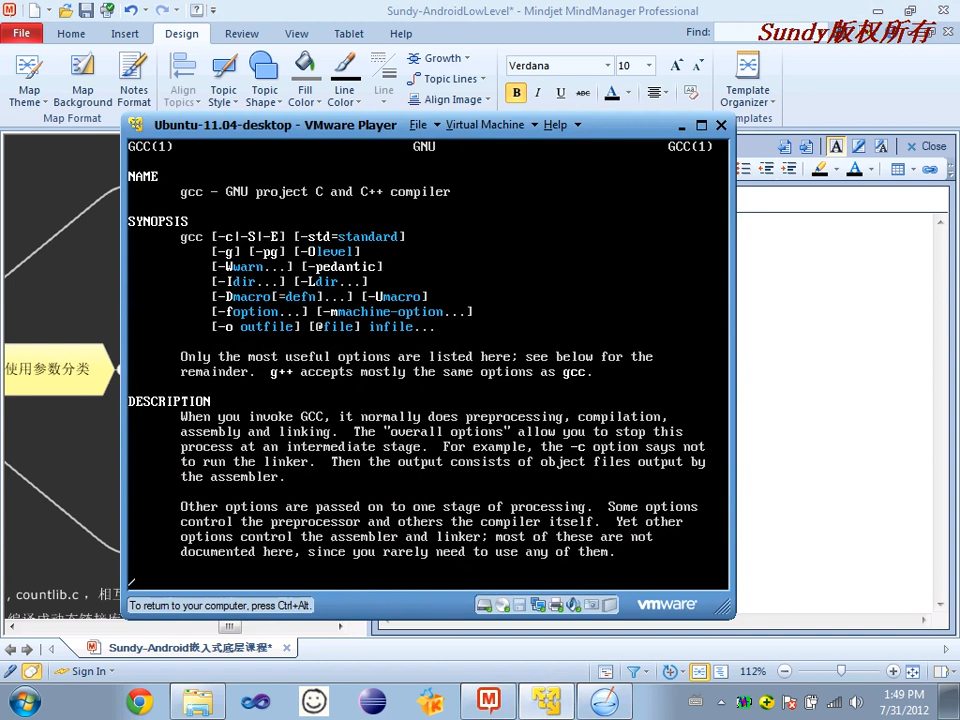 Sundy-AndroidLowLevel* - Mindjet MindManager Professional
File Home Insert Design Review View Tablet Help Find:
Sundy版权所有
Map Theme
Map Background
Notes Format
Align Topics
Topic Style
Topic Shape
Fill Color
Line Color
Line
Growth
Topic Lines
Align Image
Verdana 10
B I U ABC A
Template Organizer
Map Format
Templates
Ubuntu-11.04-desktop - VMware Player File Virtual Machine Help
Close
GCC(1) GNU GCC(1)
NAME
gcc - GNU project C and C++ compiler
SYNOPSIS
gcc [-c|-S|-E] [-std=standard]
[-g] [-pg] [-Olevel]
[-Wwarn...] [-pedantic]
[-Idir...] [-Ldir...]
[-Dmacro[=defn]...] [-Umacro]
[-foption...] [-mmachine-option...]
[-o outfile] [@file] infile...
Only the most useful options are listed here; see below for the
remainder.  g++ accepts mostly the same options as gcc.
DESCRIPTION
When you invoke GCC, it normally does preprocessing, compilation,
assembly and linking.  The "overall options" allow you to stop this
process at an intermediate stage.  For example, the -c option says not
to run the linker.  Then the output consists of object files output by
the assembler.
Other options are passed on to one stage of processing.  Some options
control the preprocessor and others the compiler itself.  Yet other
options control the assembler and linker; most of these are not
documented here, since you rarely need to use any of them.
/
To return to your computer, press Ctrl+Alt.
vmware
使用参数分类
, countlib.c ，相互
Sundy-Android嵌入式底层课程*
Sign In
112%
1:49 PM
7/31/2012